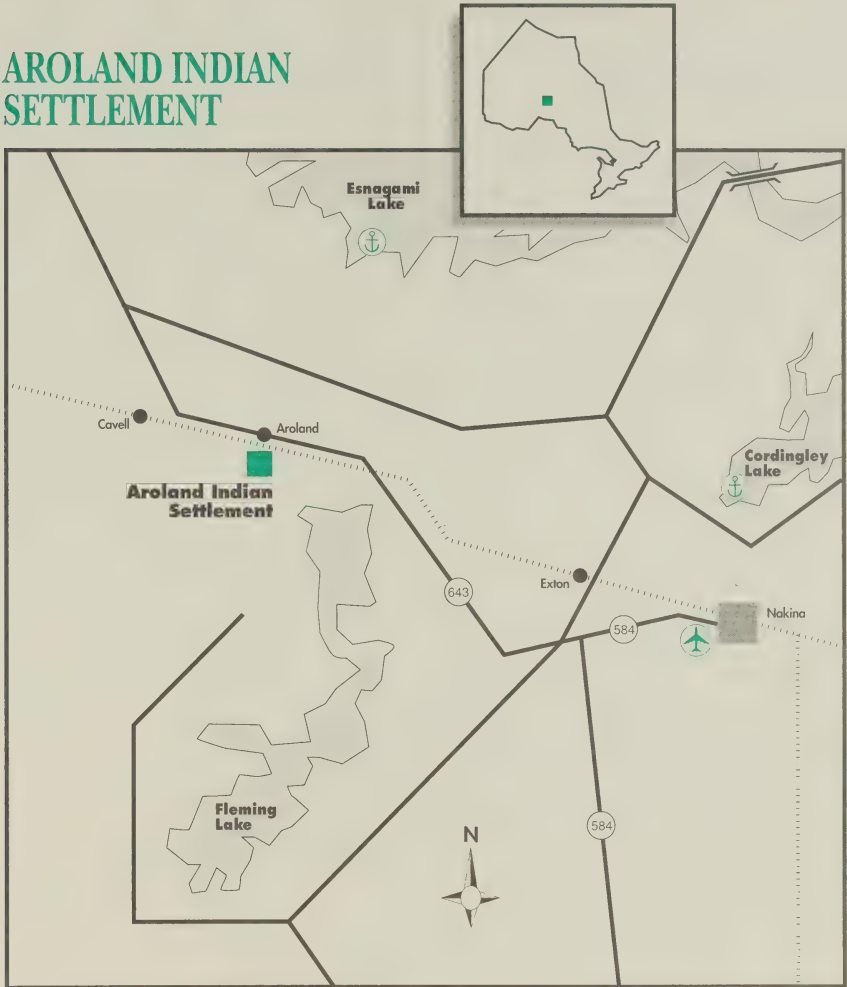 AROLAND INDIAN
SETTLEMENT
Esnagami
Lake
Cavell
Aroland
Aroland Indian
Settlement
Cordingley
Lake
643
Exton
584
Nakina
Fleming
Lake
N
584